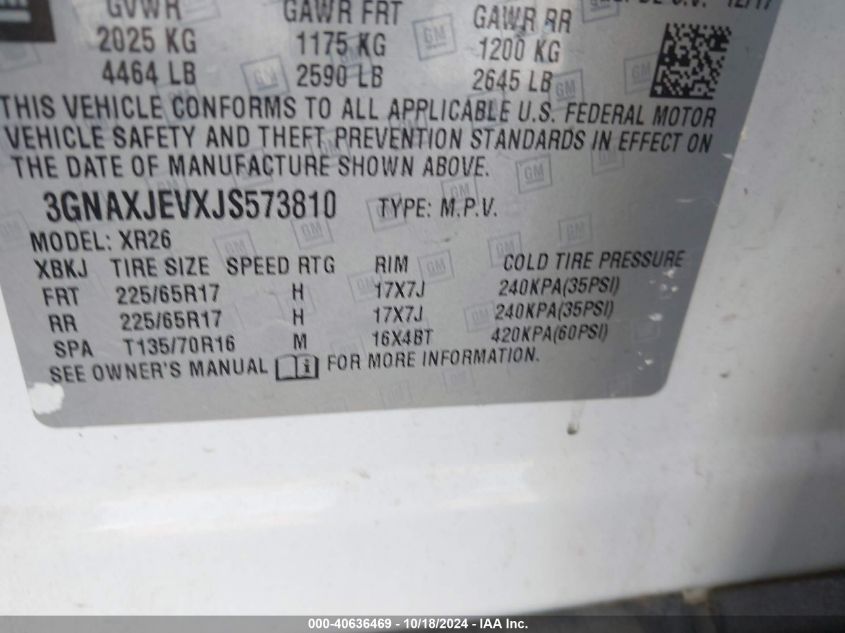 GVWR GAWR FRT GAWR RR 12/17
2025 KG 1175 KG 1200 KG
4464 LB 2590 LB 2645 LB
THIS VEHICLE CONFORMS TO ALL APPLICABLE U.S. FEDERAL MOTOR
VEHICLE SAFETY AND THEFT PREVENTION STANDARDS IN EFFECT ON
THE DATE OF MANUFACTURE SHOWN ABOVE.
3GNAXJEVXJS573810 TYPE: M.P.V.
MODEL: XR26
XBKJ TIRE SIZE SPEED RTG RIM COLD TIRE PRESSURE
FRT 225/65R17 H 17X7J 240KPA(35PSI)
RR 225/65R17 H 17X7J 240KPA(35PSI)
SPA T135/70R16 M 16X4BT 420KPA(60PSI)
SEE OWNER'S MANUAL i FOR MORE INFORMATION.
000-40636469 - 10/18/2024 - IAA Inc.